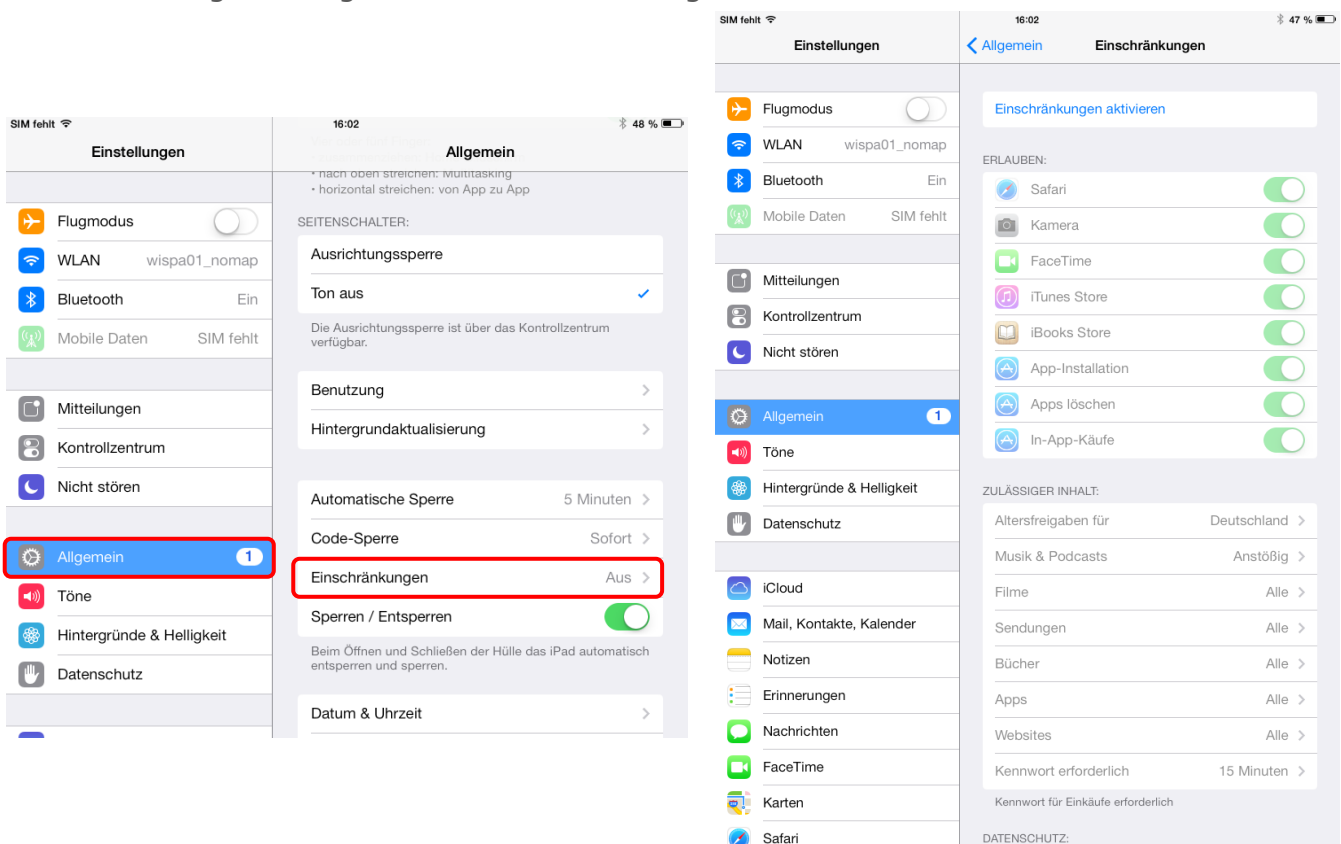 SIM fehlt
16:02
48 %
Einstellungen
Allgemein
• nach oben streichen: Multitasking
• horizontal streichen: von App zu App
Flugmodus
WLAN wispa01_nomap
Bluetooth Ein
Mobile Daten SIM fehlt
Mitteilungen
Kontrollzentrum
Nicht stören
Allgemein 1
Töne
Hintergründe & Helligkeit
Datenschutz
SEITENSCHALTER:
Ausrichtungssperre
Ton aus
Die Ausrichtungssperre ist über das Kontrollzentrum
verfügbar.
Benutzung
Hintergrundaktualisierung
Automatische Sperre 5 Minuten
Code-Sperre Sofort
Einschränkungen Aus
Sperren / Entsperren
Beim Öffnen und Schließen der Hülle das iPad automatisch
entsperren und sperren.
Datum & Uhrzeit
SIM fehlt
16:02
47 %
Einstellungen
Allgemein
Einschränkungen
Flugmodus
WLAN wispa01_nomap
Bluetooth Ein
Mobile Daten SIM fehlt
Mitteilungen
Kontrollzentrum
Nicht stören
Allgemein 1
Töne
Hintergründe & Helligkeit
Datenschutz
iCloud
Mail, Kontakte, Kalender
Notizen
Erinnerungen
Nachrichten
FaceTime
Karten
Safari
Einschränkungen aktivieren
ERLAUBEN:
Safari
Kamera
FaceTime
iTunes Store
iBooks Store
App-Installation
Apps löschen
In-App-Käufe
ZULÄSSIGER INHALT:
Altersfreigaben für Deutschland
Musik & Podcasts Anstößig
Filme Alle
Sendungen Alle
Bücher Alle
Apps Alle
Websites Alle
Kennwort erforderlich 15 Minuten
Kennwort für Einkäufe erforderlich
DATENSCHUTZ: